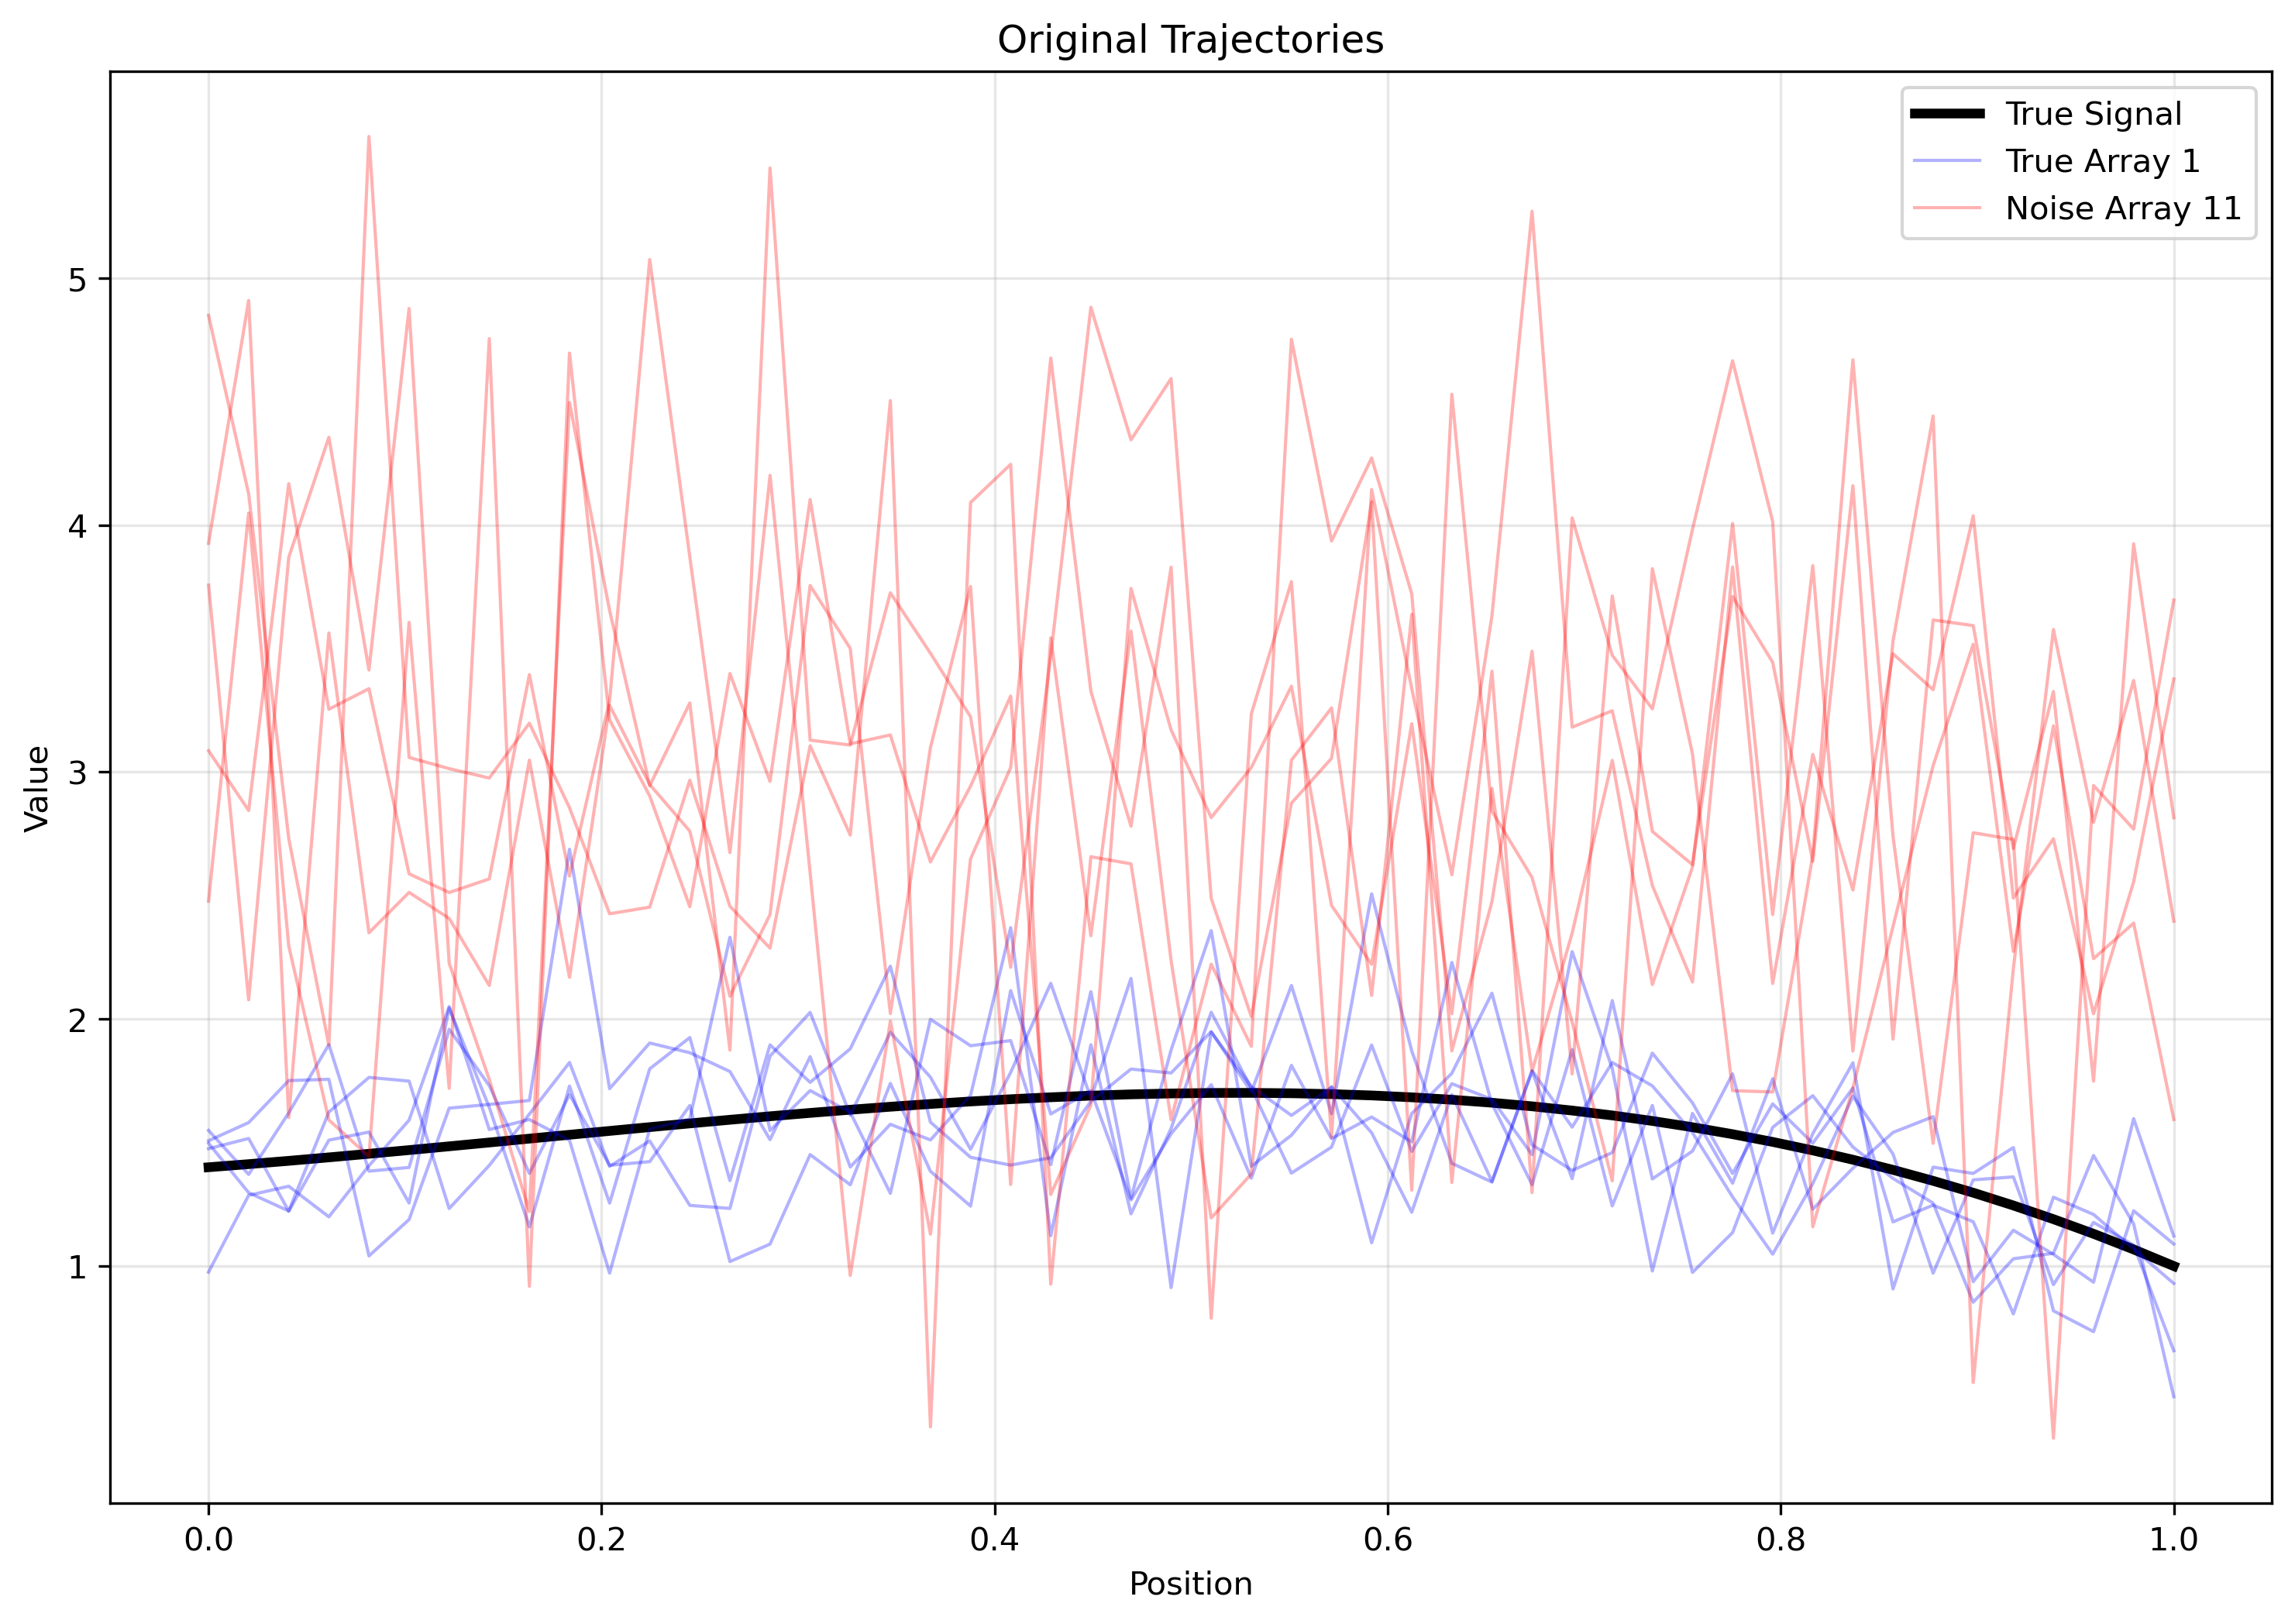 Original Trajectories
True Signal
True Array 1
Noise Array 11
5
4
3
2
1
Value
0.0 0.2 0.4 0.6 0.8 1.0
Position